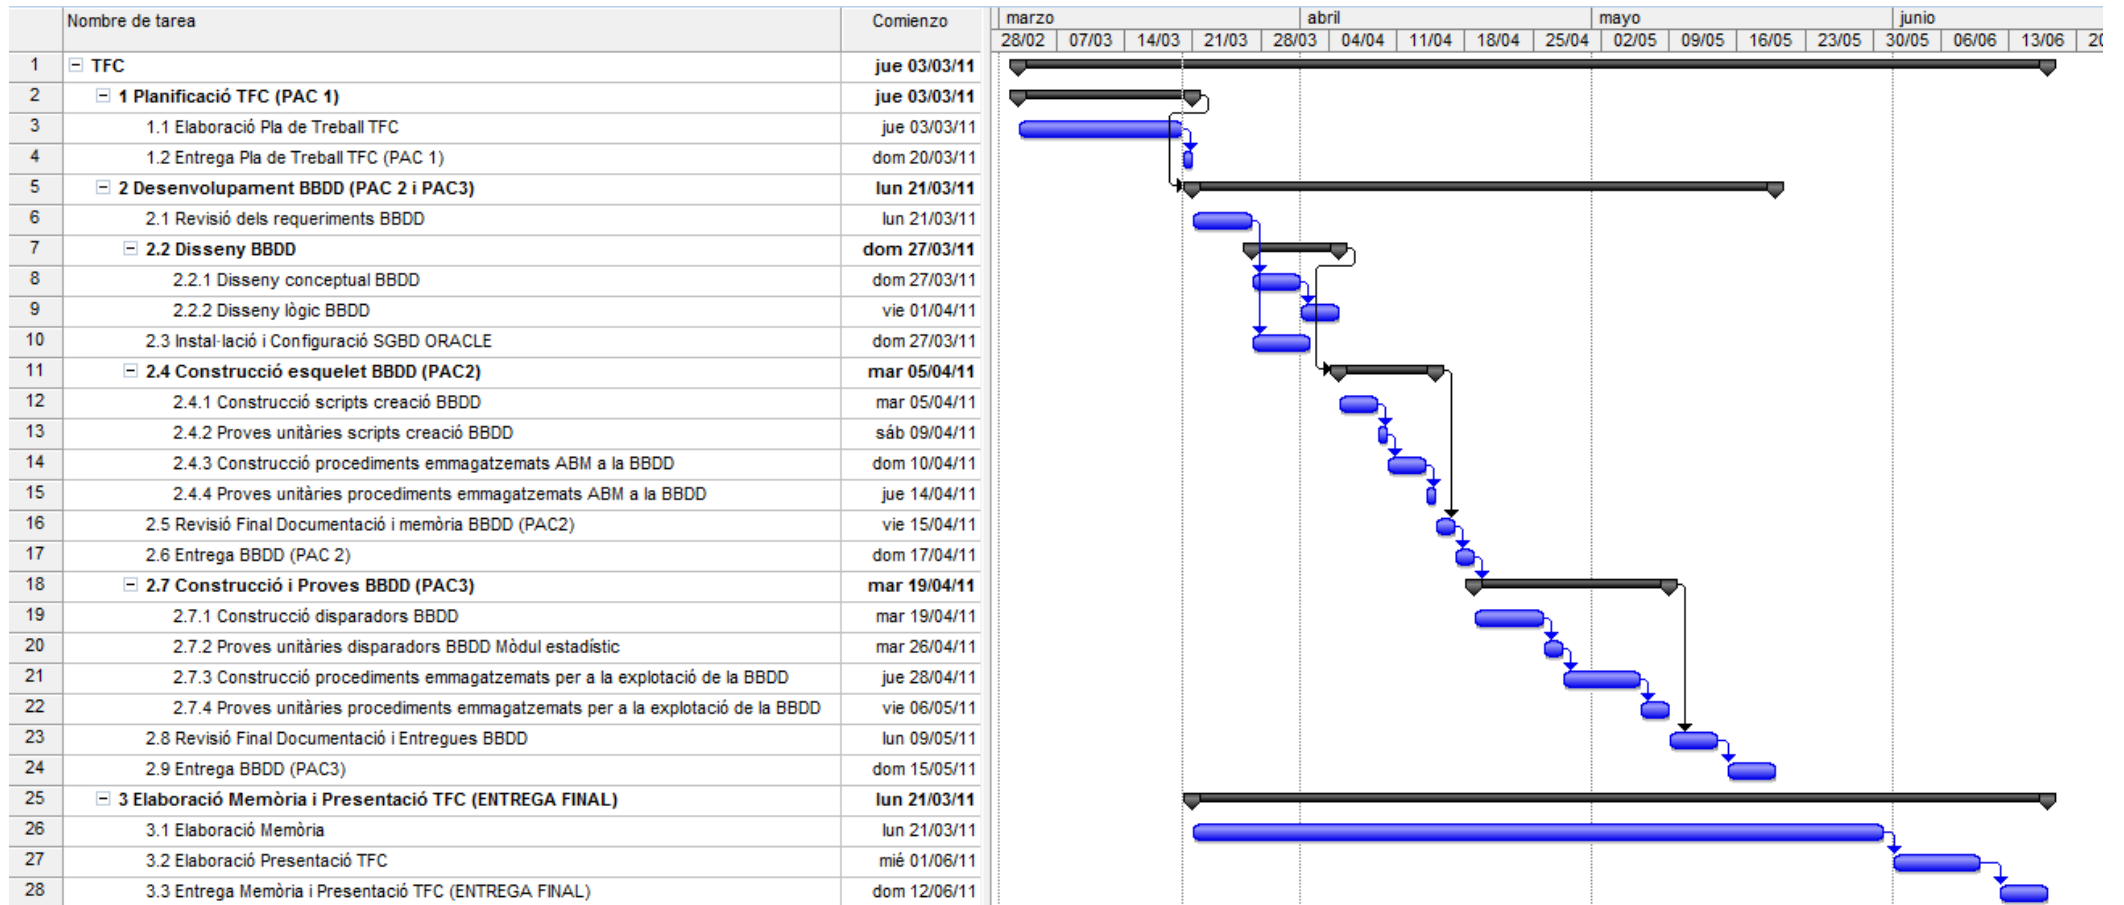 Nombre de tarea Comienzo marzo abril mayo junio
28/02 07/03 14/03 21/03 28/03 04/04 11/04 18/04 25/04 02/05 09/05 16/05 23/05 30/05 06/06 13/06 20
1 TFC jue 03/03/11
2 1 Planificació TFC (PAC 1) jue 03/03/11
3 1.1 Elaboració Pla de Treball TFC jue 03/03/11
4 1.2 Entrega Pla de Treball TFC (PAC 1) dom 20/03/11
5 2 Desenvolupament BBDD (PAC 2 i PAC3) lun 21/03/11
6 2.1 Revisió dels requeriments BBDD lun 21/03/11
7 2.2 Disseny BBDD dom 27/03/11
8 2.2.1 Disseny conceptual BBDD dom 27/03/11
9 2.2.2 Disseny lògic BBDD vie 01/04/11
10 2.3 Instal·lació i Configuració SGBD ORACLE dom 27/03/11
11 2.4 Construcció esquelet BBDD (PAC2) mar 05/04/11
12 2.4.1 Construcció scripts creació BBDD mar 05/04/11
13 2.4.2 Proves unitàries scripts creació BBDD sáb 09/04/11
14 2.4.3 Construcció procediments emmagatzemats ABM a la BBDD dom 10/04/11
15 2.4.4 Proves unitàries procediments emmagatzemats ABM a la BBDD jue 14/04/11
16 2.5 Revisió Final Documentació i memòria BBDD (PAC2) vie 15/04/11
17 2.6 Entrega BBDD (PAC 2) dom 17/04/11
18 2.7 Construcció i Proves BBDD (PAC3) mar 19/04/11
19 2.7.1 Construcció disparadors BBDD mar 19/04/11
20 2.7.2 Proves unitàries disparadors BBDD Mòdul estadístic mar 26/04/11
21 2.7.3 Construcció procediments emmagatzemats per a la explotació de la BBDD jue 28/04/11
22 2.7.4 Proves unitàries procediments emmagatzemats per a la explotació de la BBDD vie 06/05/11
23 2.8 Revisió Final Documentació i Entregues BBDD lun 09/05/11
24 2.9 Entrega BBDD (PAC3) dom 15/05/11
25 3 Elaboració Memòria i Presentació TFC (ENTREGA FINAL) lun 21/03/11
26 3.1 Elaboració Memòria lun 21/03/11
27 3.2 Elaboració Presentació TFC mié 01/06/11
28 3.3 Entrega Memòria i Presentació TFC (ENTREGA FINAL) dom 12/06/11